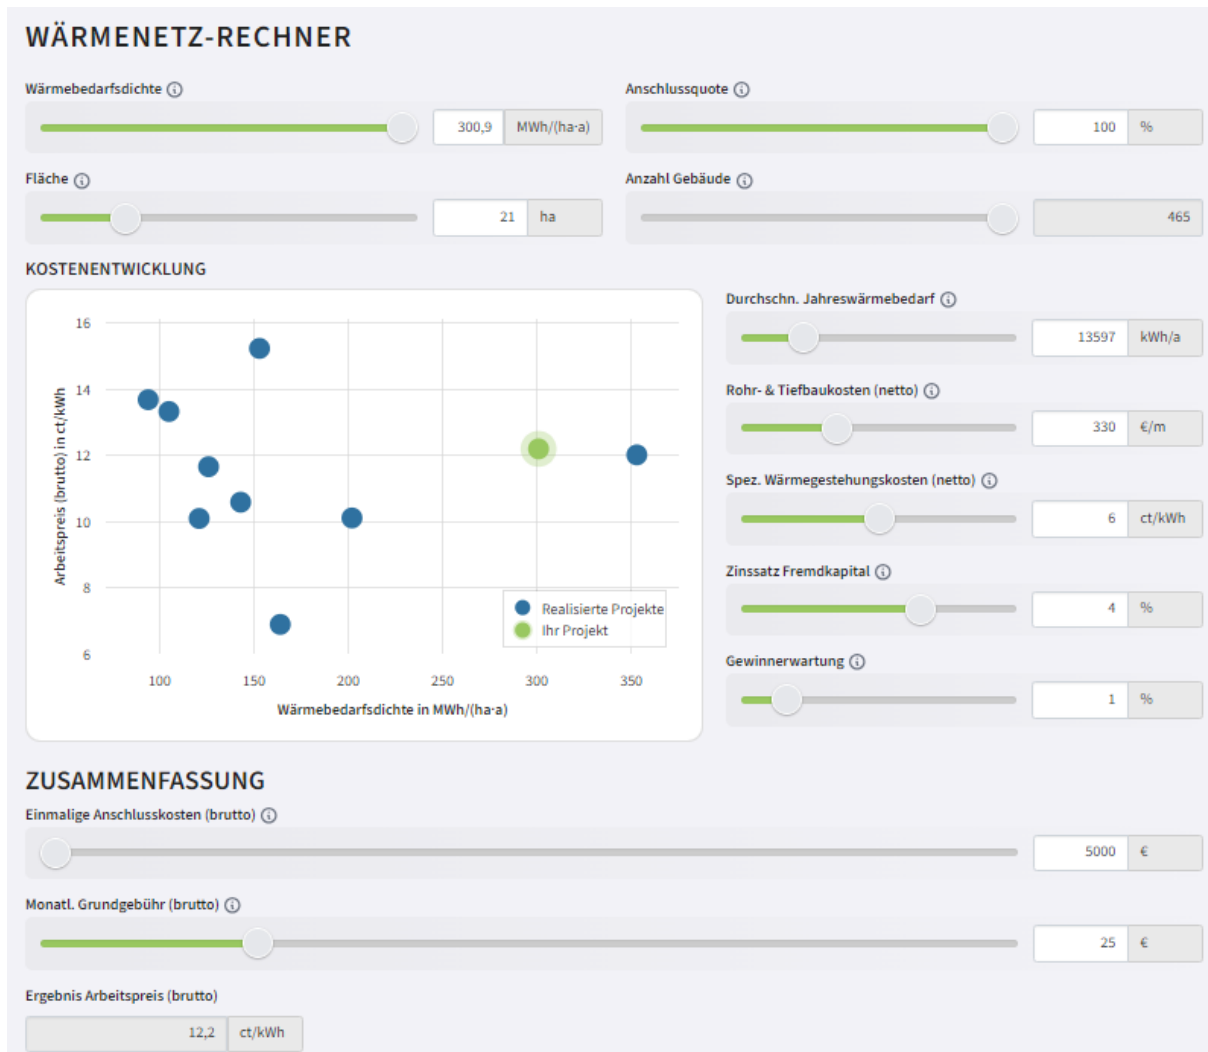 WÄRMENETZ-RECHNER
Wärmebedarfsdichte
300,9 MWh/(ha·a)
Anschlussquote
100 %
Fläche
21 ha
Anzahl Gebäude
465
KOSTENENTWICKLUNG
Arbeitspreis (brutto) in ct/kWh
16
14
12
10
8
6
100 150 200 250 300 350
Wärmebedarfsdichte in MWh/(ha·a)
Realisierte Projekte
Ihr Projekt
Durchschn. Jahreswärmebedarf
13597 kWh/a
Rohr- & Tiefbaukosten (netto)
330 €/m
Spez. Wärmegestehungskosten (netto)
6 ct/kWh
Zinssatz Fremdkapital
4 %
Gewinnerwartung
1 %
ZUSAMMENFASSUNG
Einmalige Anschlusskosten (brutto)
5000 €
Monatl. Grundgebühr (brutto)
25 €
Ergebnis Arbeitspreis (brutto)
12,2 ct/kWh